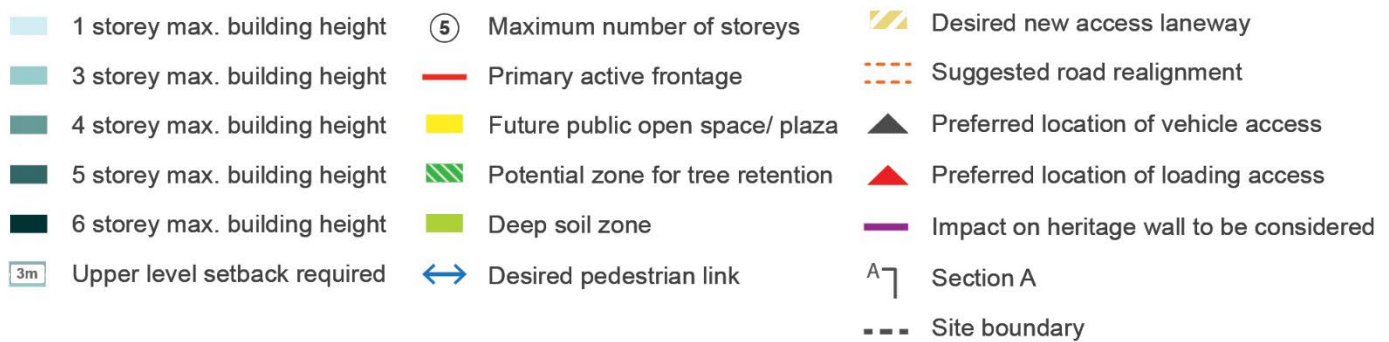 1 storey max. building height
3 storey max. building height
4 storey max. building height
5 storey max. building height
6 storey max. building height
3m Upper level setback required
5 Maximum number of storeys
Primary active frontage
Future public open space/ plaza
Potential zone for tree retention
Deep soil zone
Desired pedestrian link
Desired new access laneway
Suggested road realignment
Preferred location of vehicle access
Preferred location of loading access
Impact on heritage wall to be considered
A Section A
Site boundary